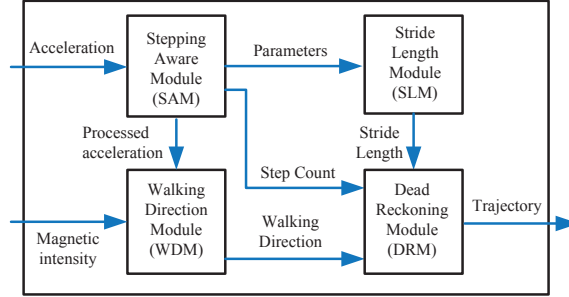 Acceleration
Stepping
Aware
Module
(SAM)
Parameters
Stride
Length
Module
(SLM)
Processed
acceleration
Stride
Length
Step Count
Magnetic
intensity
Walking
Direction
Module
(WDM)
Walking
Direction
Dead
Reckoning
Module
(DRM)
Trajectory